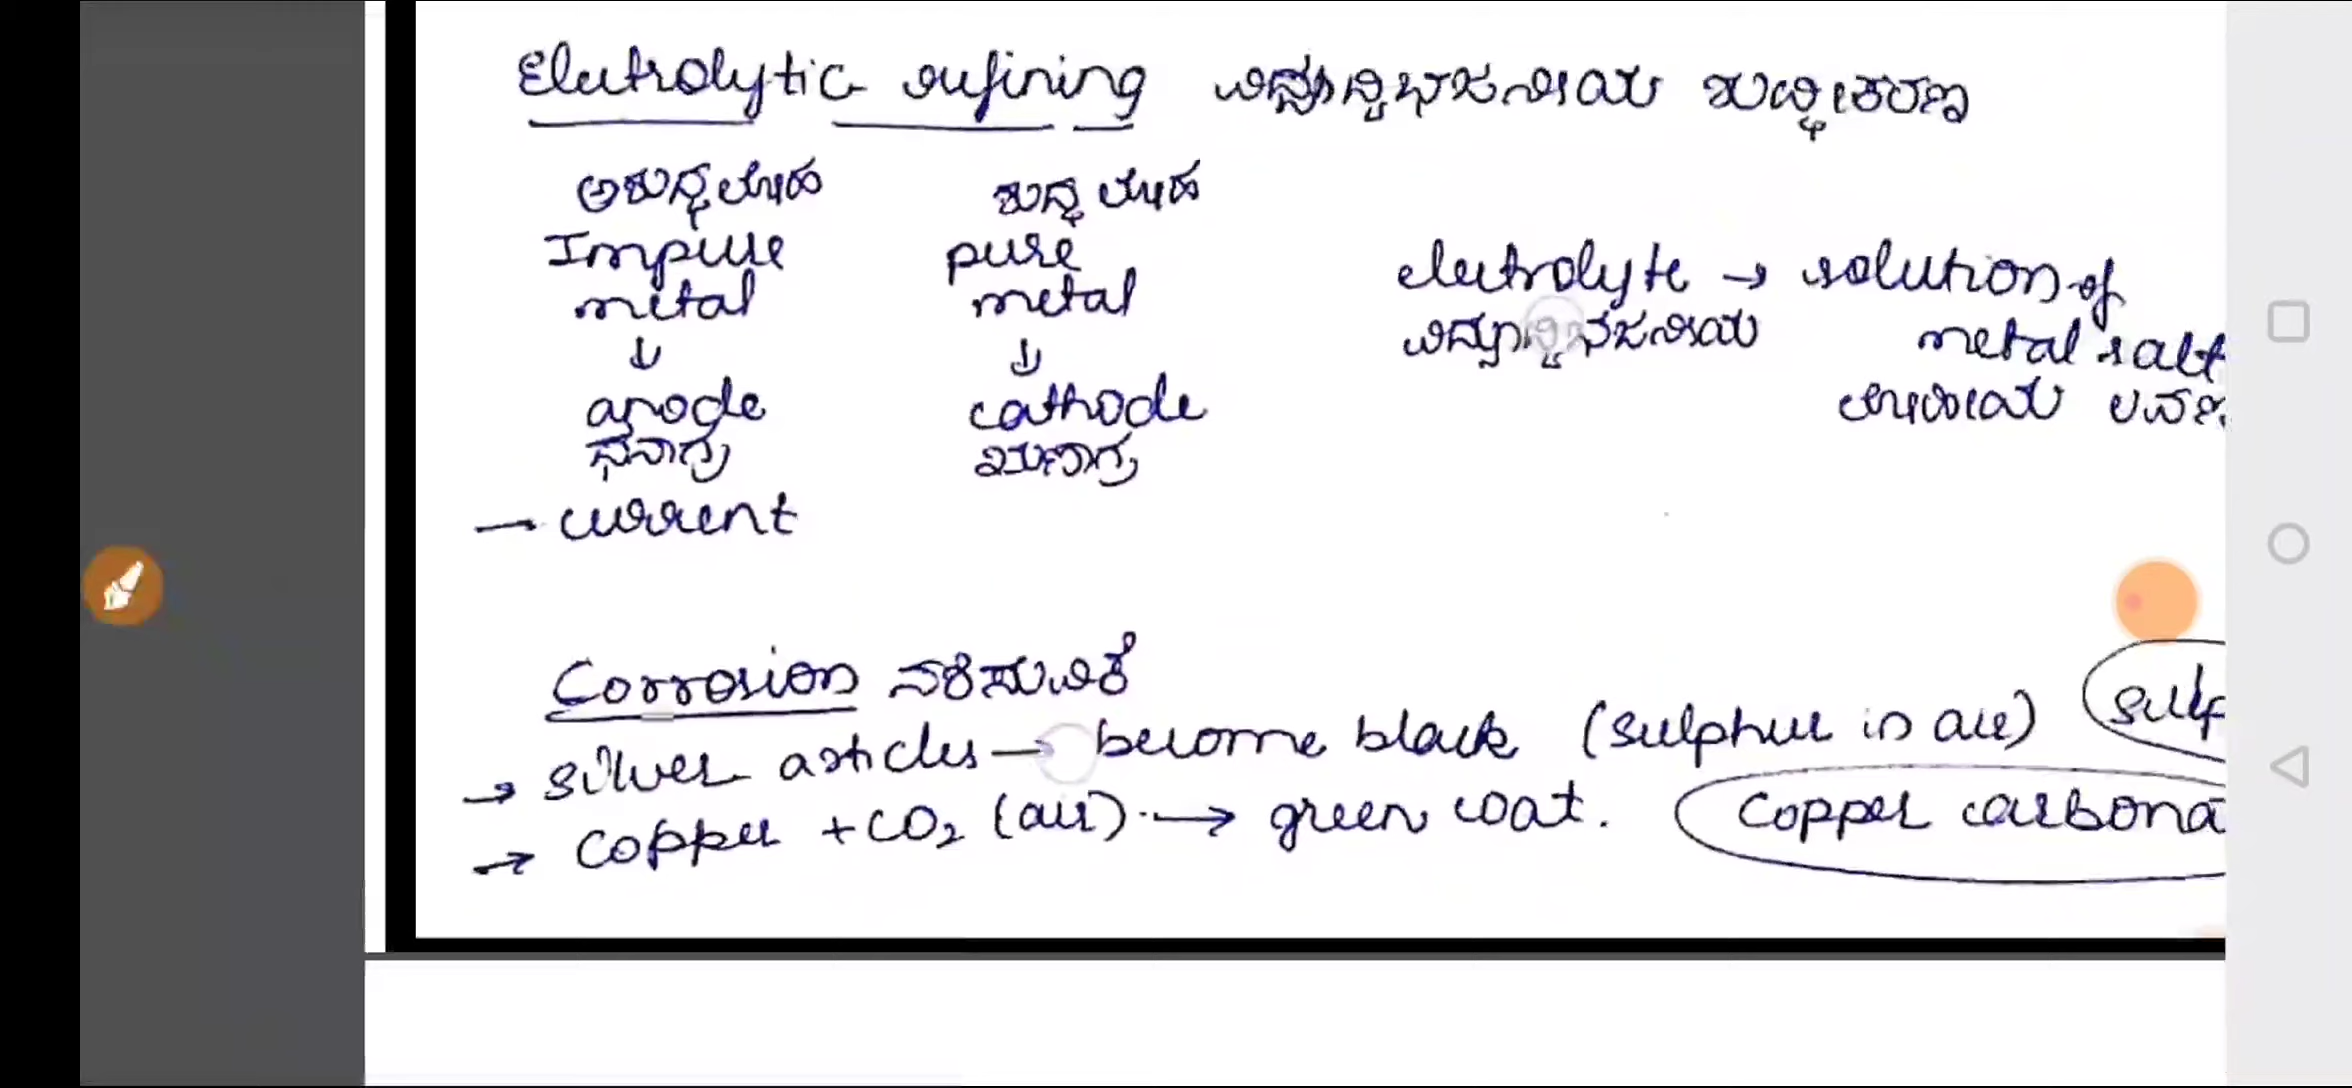 Electrolytic refining ವಿದ್ಯುದ್ವಿಭಜನೀಯ ಶುದ್ಧೀಕರಣ
ಅಶುದ್ಧ ಲೋಹ ಶುದ್ಧ ಲೋಹ
Impure metal pure metal
↓ ↓
anode cathode
ಧನಾಗ್ರ ಋಣಾಗ್ರ
electrolyte → solution of
metal salt
ಲೋಹೀಯ
— current
Corrosion ನಶಿಸುವಿಕೆ
→ silver articles → become black (sulphur in air)
→ copper + CO2 (air) → green coat. Copper carbona